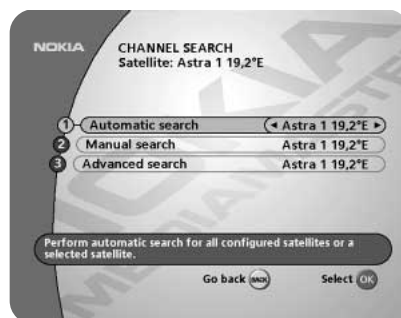 NOKIA
CHANNEL SEARCH
Satellite: Astra 1 19,2°E
1 Automatic search ◄ Astra 1 19,2°E ►
2 Manual search Astra 1 19,2°E
3 Advanced search Astra 1 19,2°E
Perform automatic search for all configured satellites or a
selected satellite.
Go back BACK Select OK
NOKIA
MEDIAMASTER